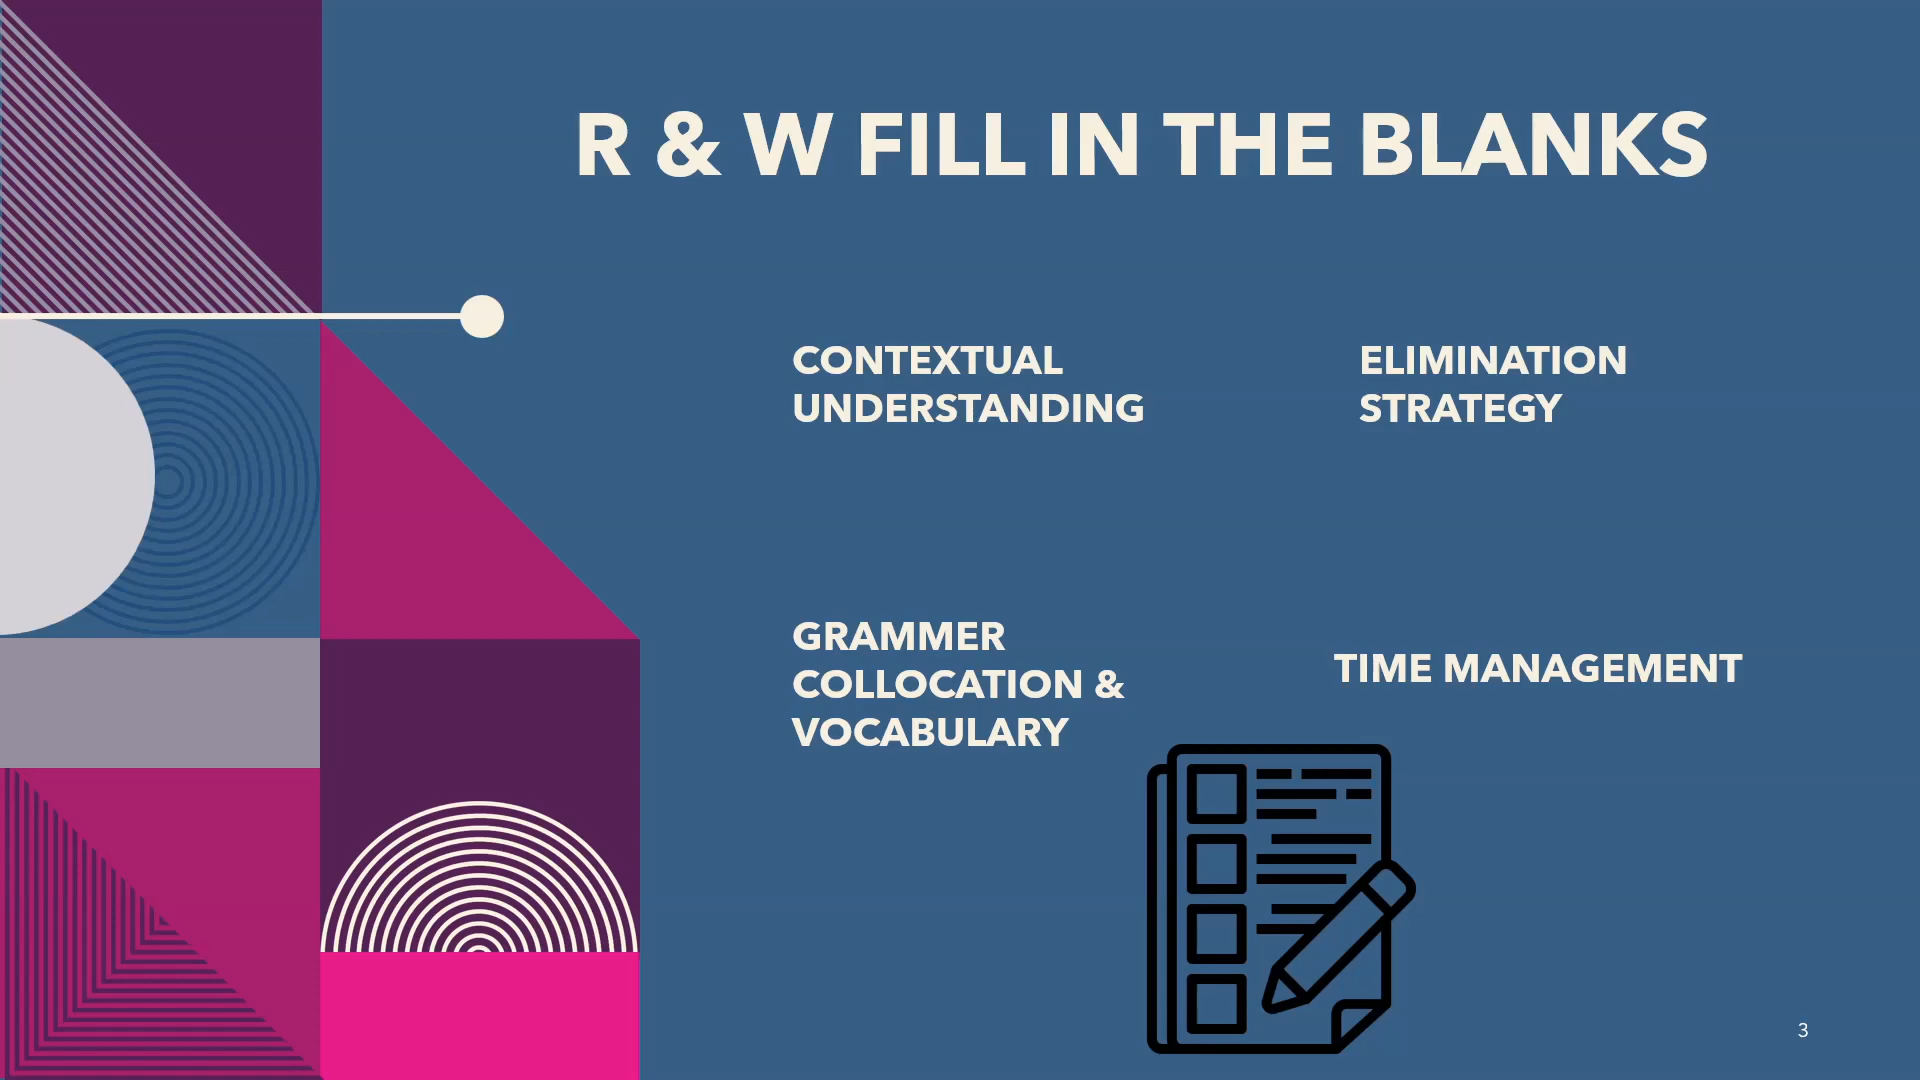 R & W FILL IN THE BLANKS
CONTEXTUAL
UNDERSTANDING
ELIMINATION
STRATEGY
GRAMMER
COLLOCATION &
VOCABULARY
TIME MANAGEMENT
3